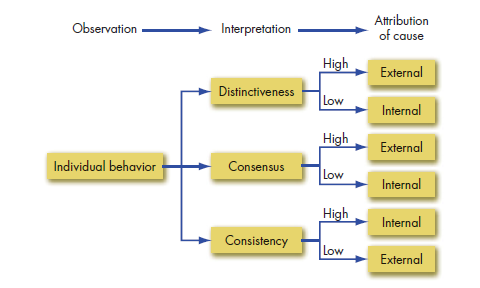 Observation
Interpretation
Attribution
of cause
High
External
Distinctiveness
Low
Internal
High
External
Individual behavior
Consensus
Low
Internal
High
Internal
Consistency
Low
External